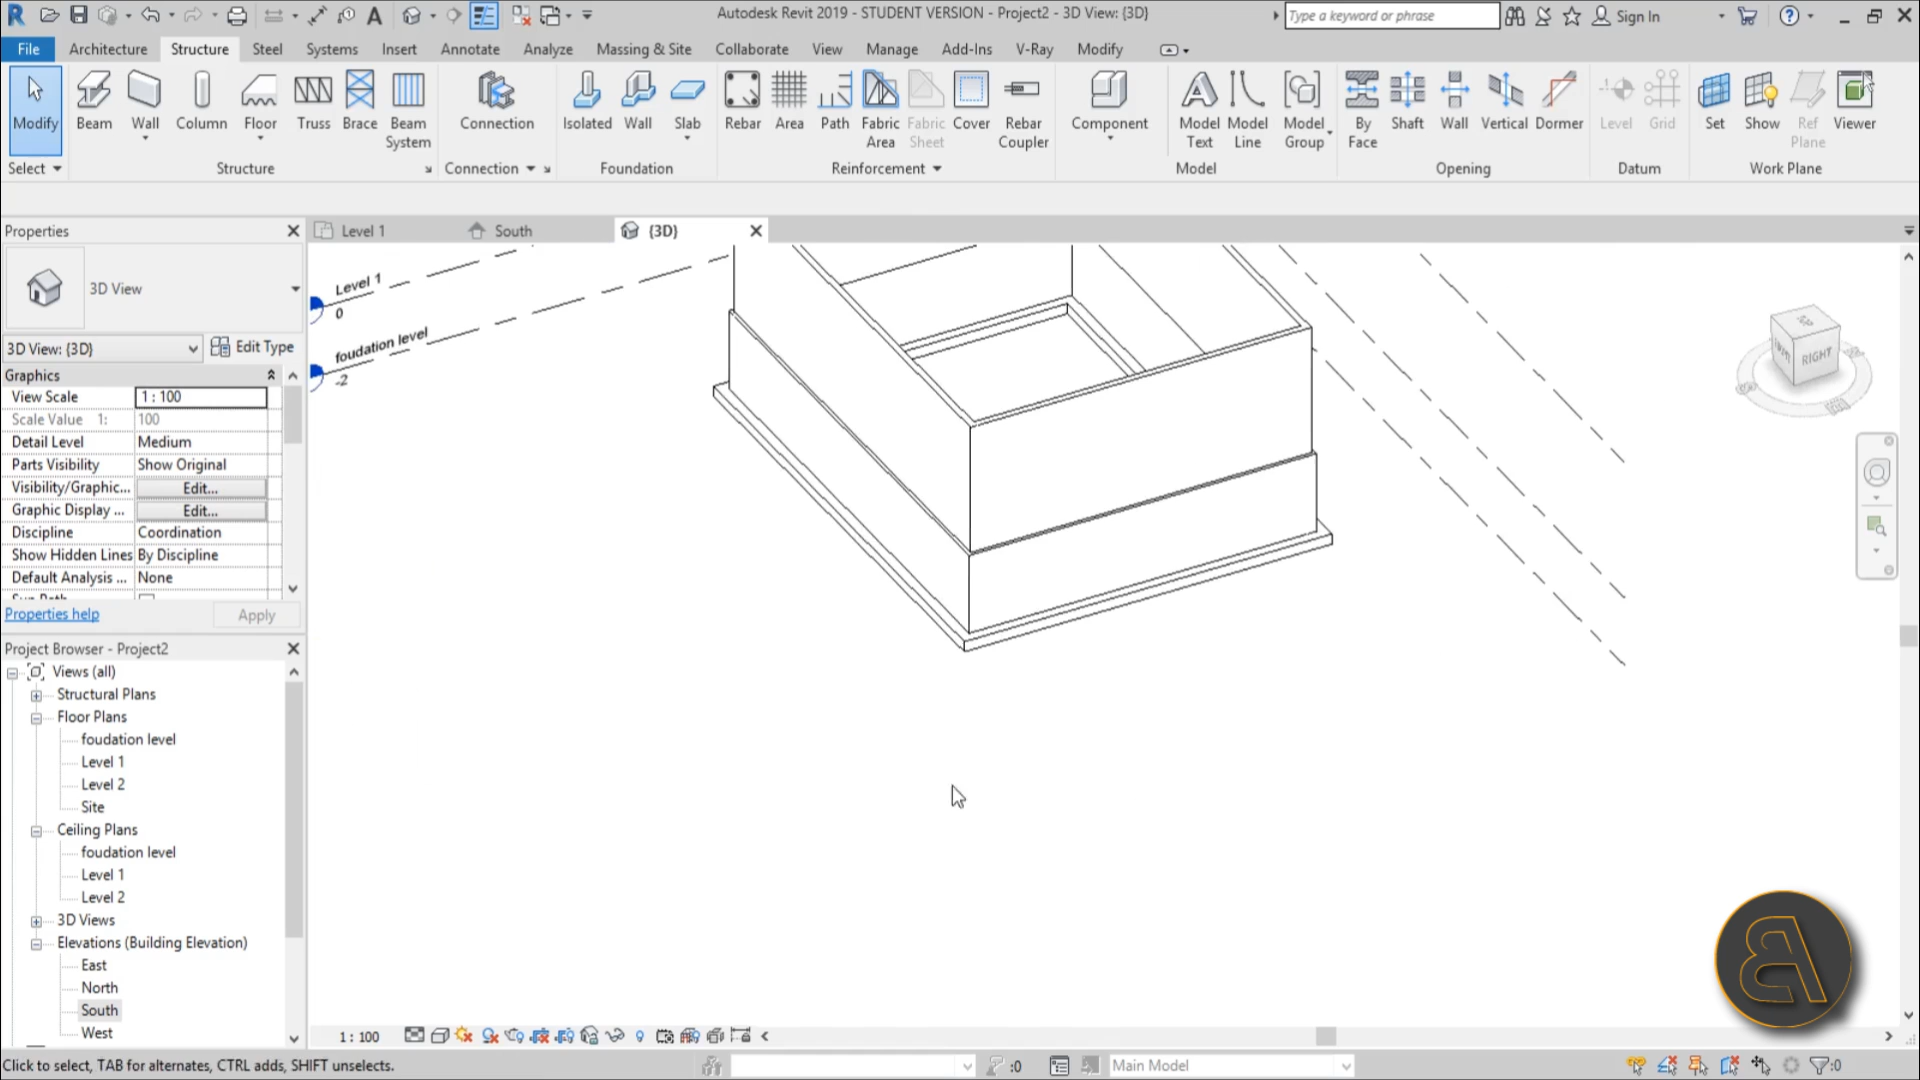 Autodesk Revit 2019 - STUDENT VERSION - Project2 - 3D View: {3D}
Type a keyword or phrase
Sign In
File Architecture Structure Steel Systems Insert Annotate Analyze Massing & Site Collaborate View Manage Add-Ins V-Ray Modify
Modify Beam Wall Column Floor Truss Brace Beam System Connection Isolated Wall Slab Rebar Area Path Fabric Area Fabric Sheet Cover Rebar Coupler Component Model Text Model Line Model Group By Face Shaft Wall Vertical Dormer Level Grid Set Show Ref Plane Viewer
Select Structure Connection Foundation Reinforcement Model Opening Datum Work Plane
Properties
Level 1 South {3D}
3D View
3D View: {3D} Edit Type
Graphics
View Scale 1 : 100
Scale Value 1: 100
Detail Level Medium
Parts Visibility Show Original
Visibility/Graphic... Edit...
Graphic Display ... Edit...
Discipline Coordination
Show Hidden Lines By Discipline
Default Analysis ... None
Properties help Apply
Project Browser - Project2
Views (all)
Structural Plans
Floor Plans
foudation level
Level 1
Level 2
Site
Ceiling Plans
foudation level
Level 1
Level 2
3D Views
Elevations (Building Elevation)
East
North
South
West
Level 1
0
foudation level
-2
RIGHT
1 : 100
Click to select, TAB for alternates, CTRL adds, SHIFT unselects.
:0
Main Model
:0